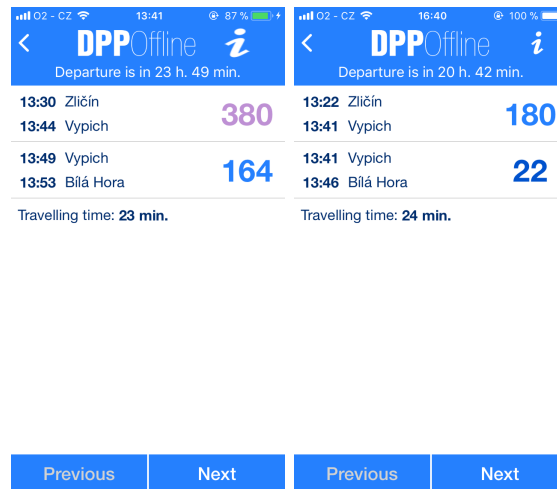 O2 - CZ 13:41 87 %
DPPOffline i
Departure is in 23 h. 49 min.
13:30 Zličín
380
13:44 Vypich
13:49 Vypich
164
13:53 Bílá Hora
Travelling time: 23 min.
Previous Next
O2 - CZ 16:40 100 %
DPPOffline i
Departure is in 20 h. 42 min.
13:22 Zličín
180
13:41 Vypich
13:41 Vypich
22
13:46 Bílá Hora
Travelling time: 24 min.
Previous Next